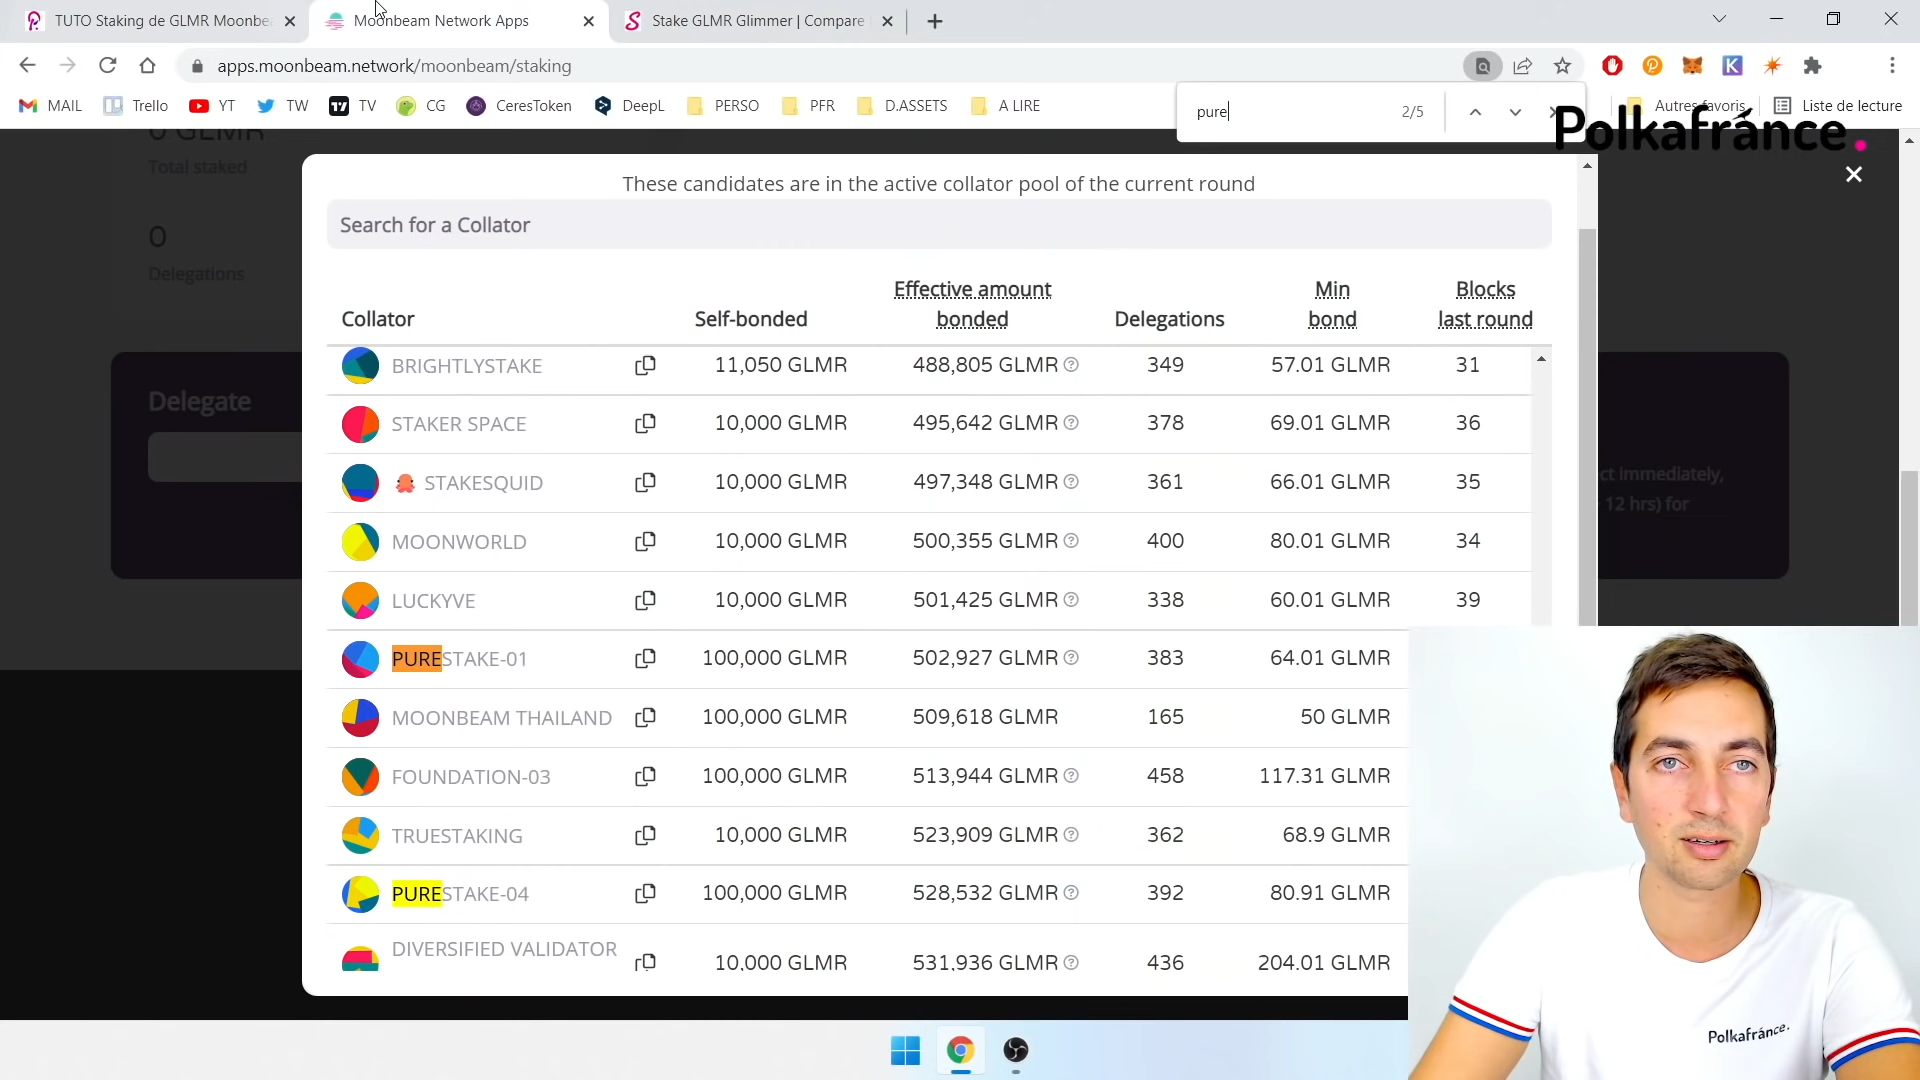 TUTO Staking de GLMR Moonbe
Moonbeam Network Apps
Stake GLMR Glimmer | Compare
apps.moonbeam.network/moonbeam/staking
MAIL
Trello
YT
TW
TV
CG
CeresToken
DeepL
PERSO
PFR
D.ASSETS
A LIRE
pure
2/5
Autres favoris
Liste de lecture
Polkafránce.
0 GLMR
Total staked
0
Delegations
Delegate
These candidates are in the active collator pool of the current round
Search for a Collator
Collator Self-bonded Effective amount bonded Delegations Min bond Blocks last round
BRIGHTLYSTAKE 11,050 GLMR 488,805 GLMR 349 57.01 GLMR 31
STAKER SPACE 10,000 GLMR 495,642 GLMR 378 69.01 GLMR 36
STAKESQUID 10,000 GLMR 497,348 GLMR 361 66.01 GLMR 35
MOONWORLD 10,000 GLMR 500,355 GLMR 400 80.01 GLMR 34
LUCKYVE 10,000 GLMR 501,425 GLMR 338 60.01 GLMR 39
PURESTAKE-01 100,000 GLMR 502,927 GLMR 383 64.01 GLMR
MOONBEAM THAILAND 100,000 GLMR 509,618 GLMR 165 50 GLMR
FOUNDATION-03 100,000 GLMR 513,944 GLMR 458 117.31 GLMR
TRUESTAKING 10,000 GLMR 523,909 GLMR 362 68.9 GLMR
PURESTAKE-04 100,000 GLMR 528,532 GLMR 392 80.91 GLMR
DIVERSIFIED VALIDATOR 10,000 GLMR 531,936 GLMR 436 204.01 GLMR
ct immediately,
12 hrs) for
Polkafránce.